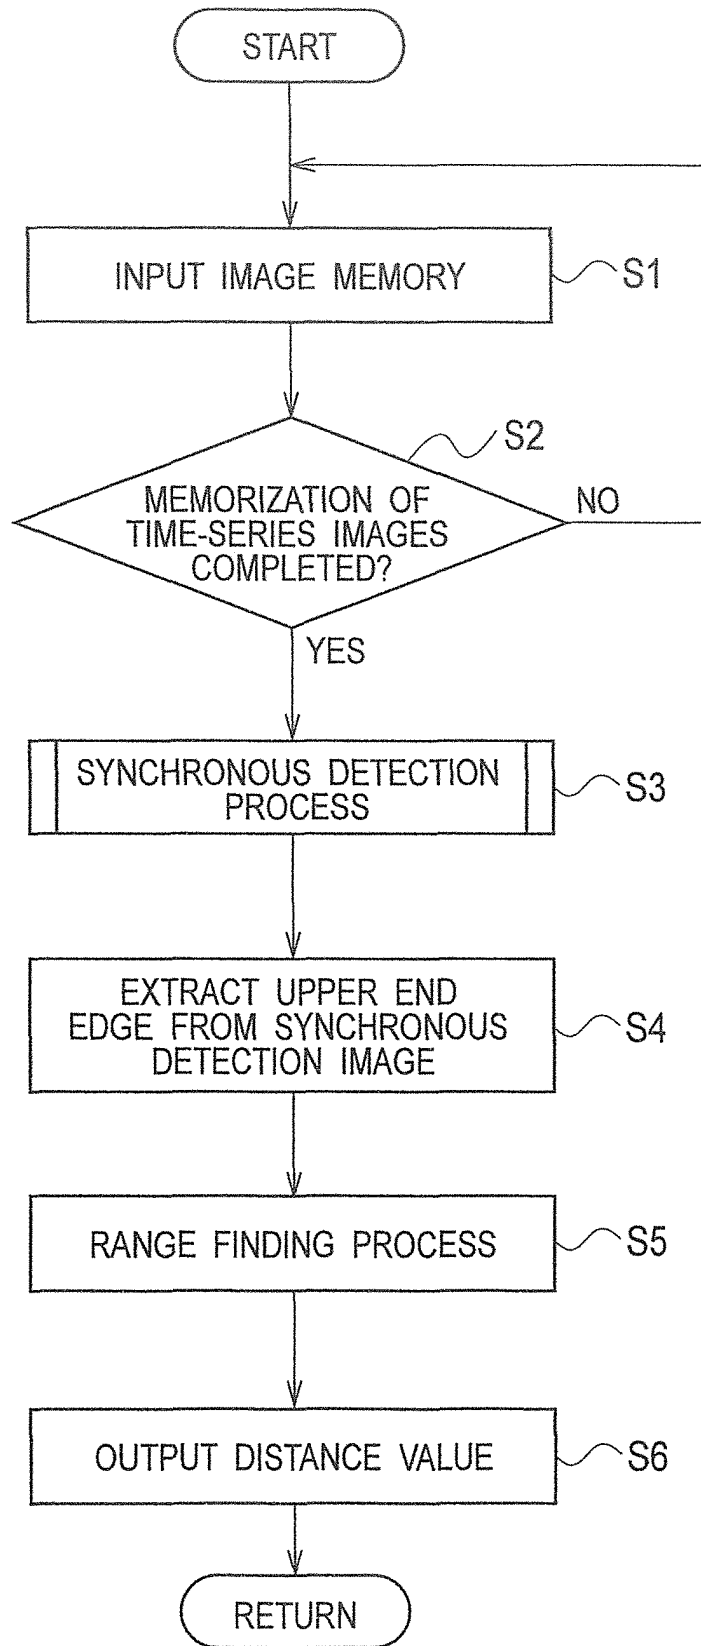 START
INPUT IMAGE MEMORY
S1
S2
MEMORIZATION OF
TIME-SERIES IMAGES
COMPLETED?
NO
YES
SYNCHRONOUS DETECTION
PROCESS
S3
EXTRACT UPPER END
EDGE FROM SYNCHRONOUS
DETECTION IMAGE
S4
RANGE FINDING PROCESS
S5
OUTPUT DISTANCE VALUE
S6
RETURN